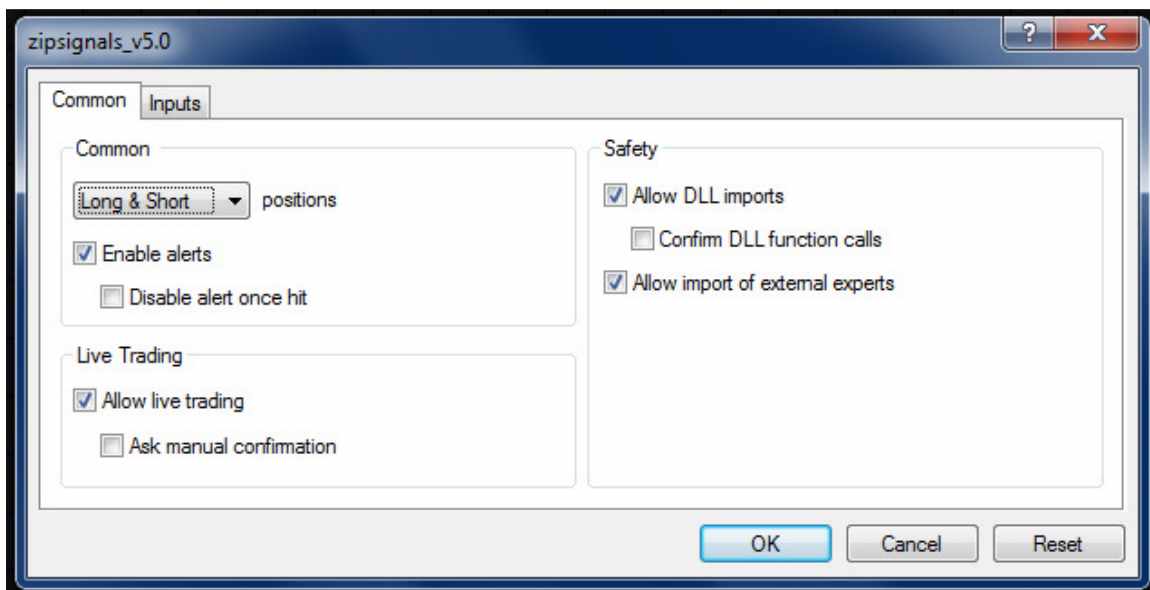 zipsignals_v5.0
?
X
Common
Inputs
Common
Long & Short
positions
Enable alerts
Disable alert once hit
Live Trading
Allow live trading
Ask manual confirmation
Safety
Allow DLL imports
Confirm DLL function calls
Allow import of external experts
OK
Cancel
Reset